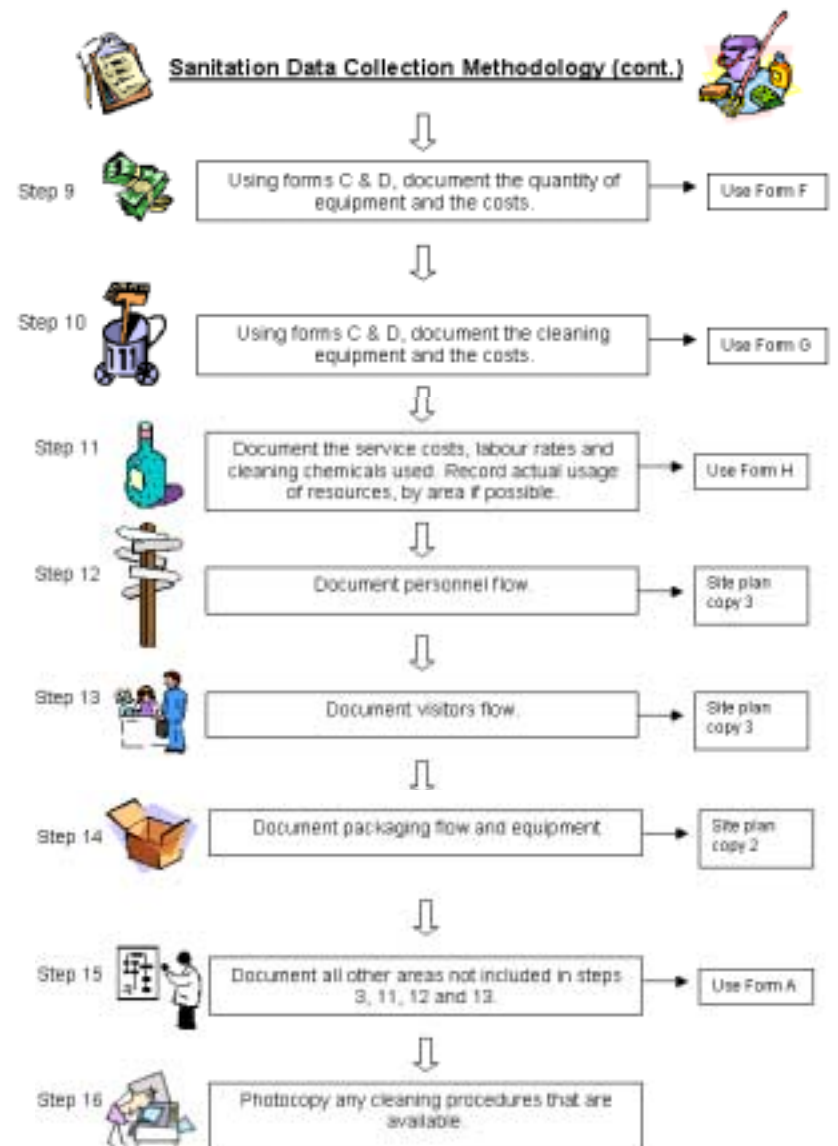 Sanitation Data Collection Methodology (cont.)
Step 9
Using forms C & D, document the quantity of
equipment and the costs.
Use Form F
Step 10
Using forms C & D, document the cleaning
equipment and the costs.
Use Form G
Step 11
Document the service costs, labour rates and
cleaning chemicals used. Record actual usage
of resources, by area if possible.
Use Form H
Step 12
Document personnel flow.
Site plan
copy 3
Step 13
Document visitors flow.
Site plan
copy 3
Step 14
Document packaging flow and equipment
Site plan
copy 2
Step 15
Document all other areas not included in steps
3, 11, 12 and 13.
Use Form A
Step 16
Photocopy any cleaning procedures that are
available.